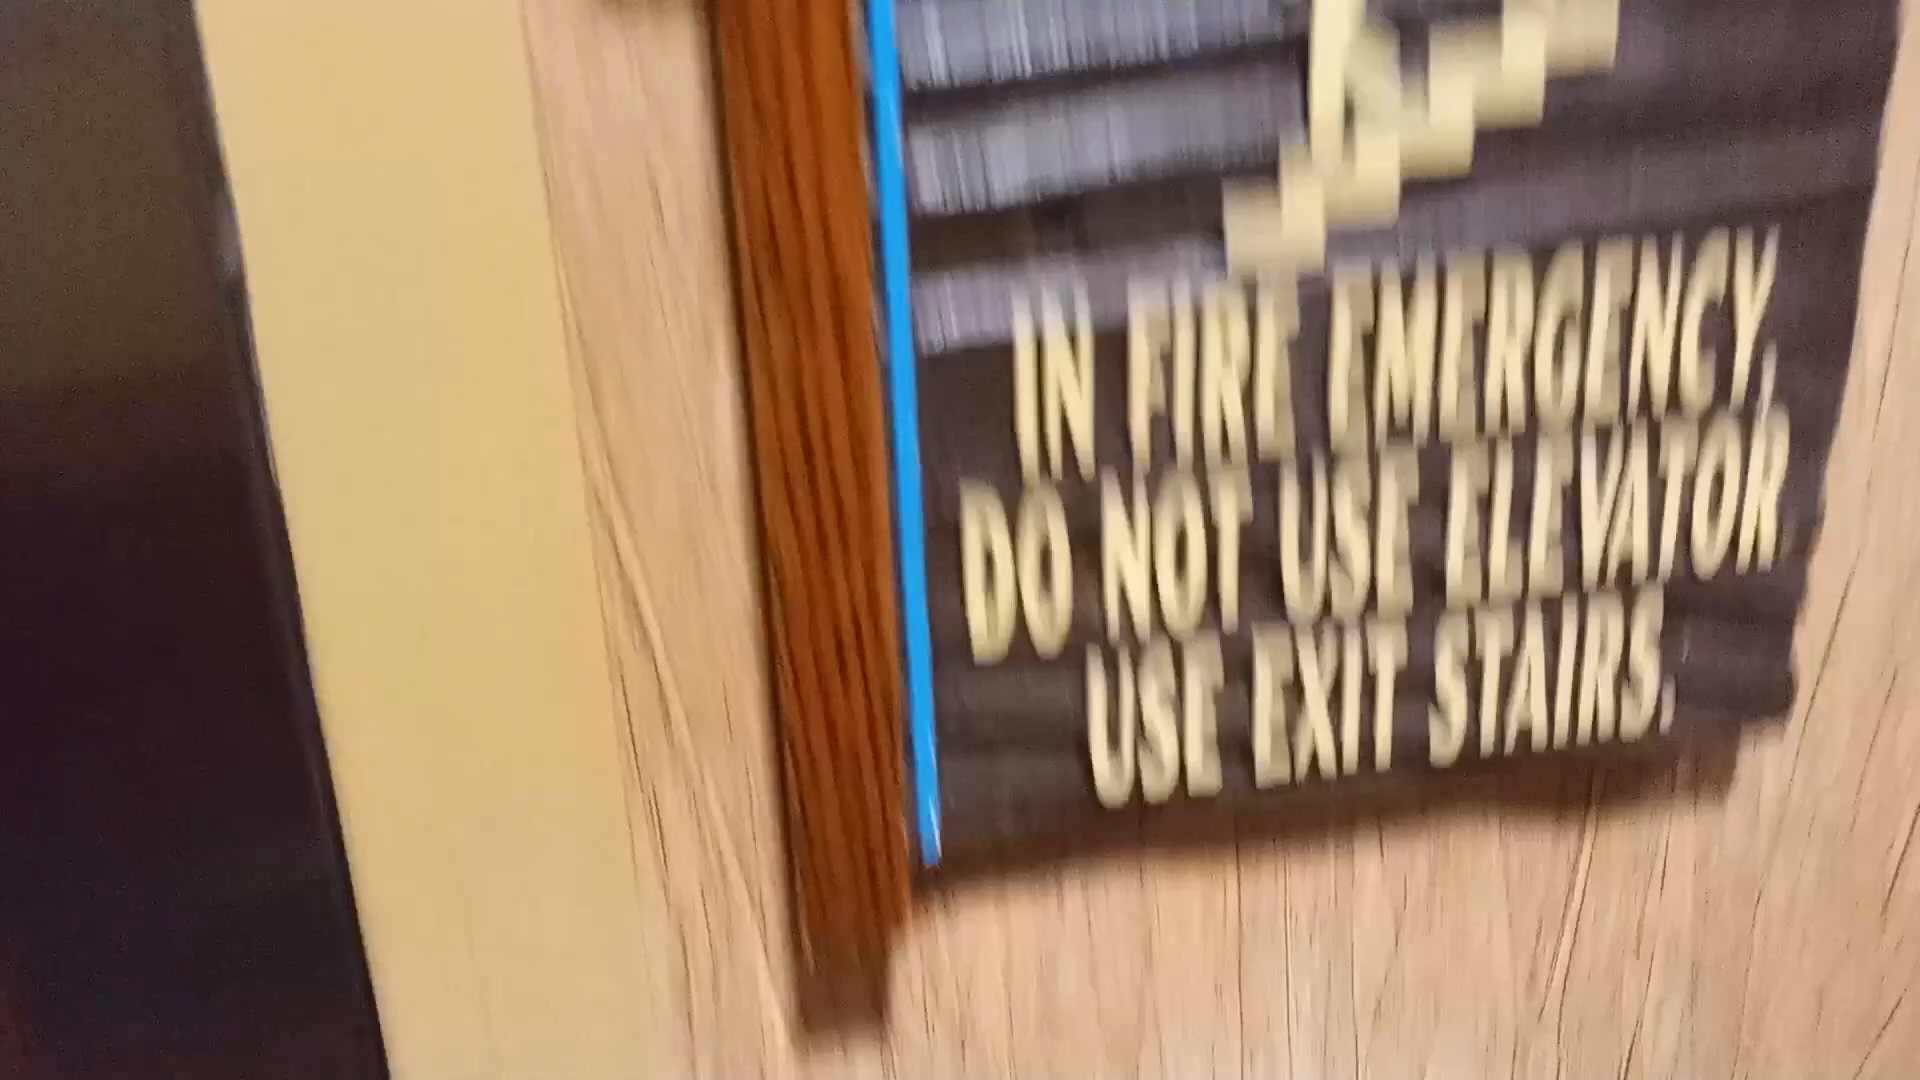 IN FIRE EMERGENCY,
DO NOT USE ELEVATOR.
USE EXIT STAIRS.